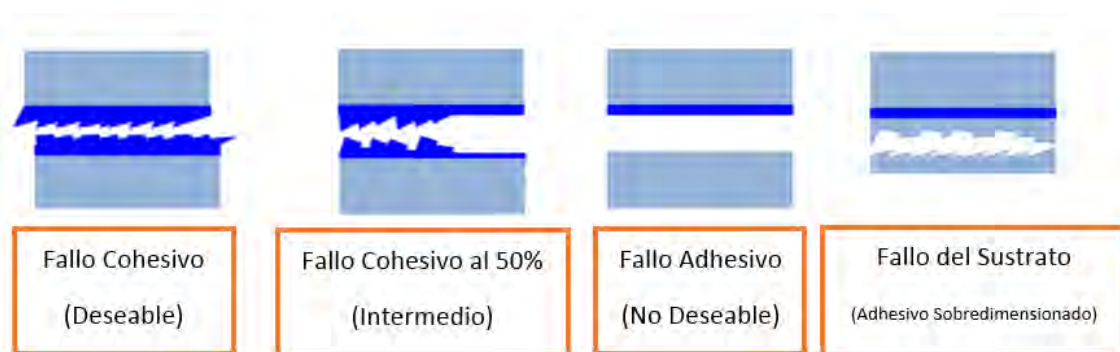 Fallo Cohesivo
(Deseable)
Fallo Cohesivo al 50%
(Intermedio)
Fallo Adhesivo
(No Deseable)
Fallo del Sustrato
(Adhesivo Sobredimensionado)